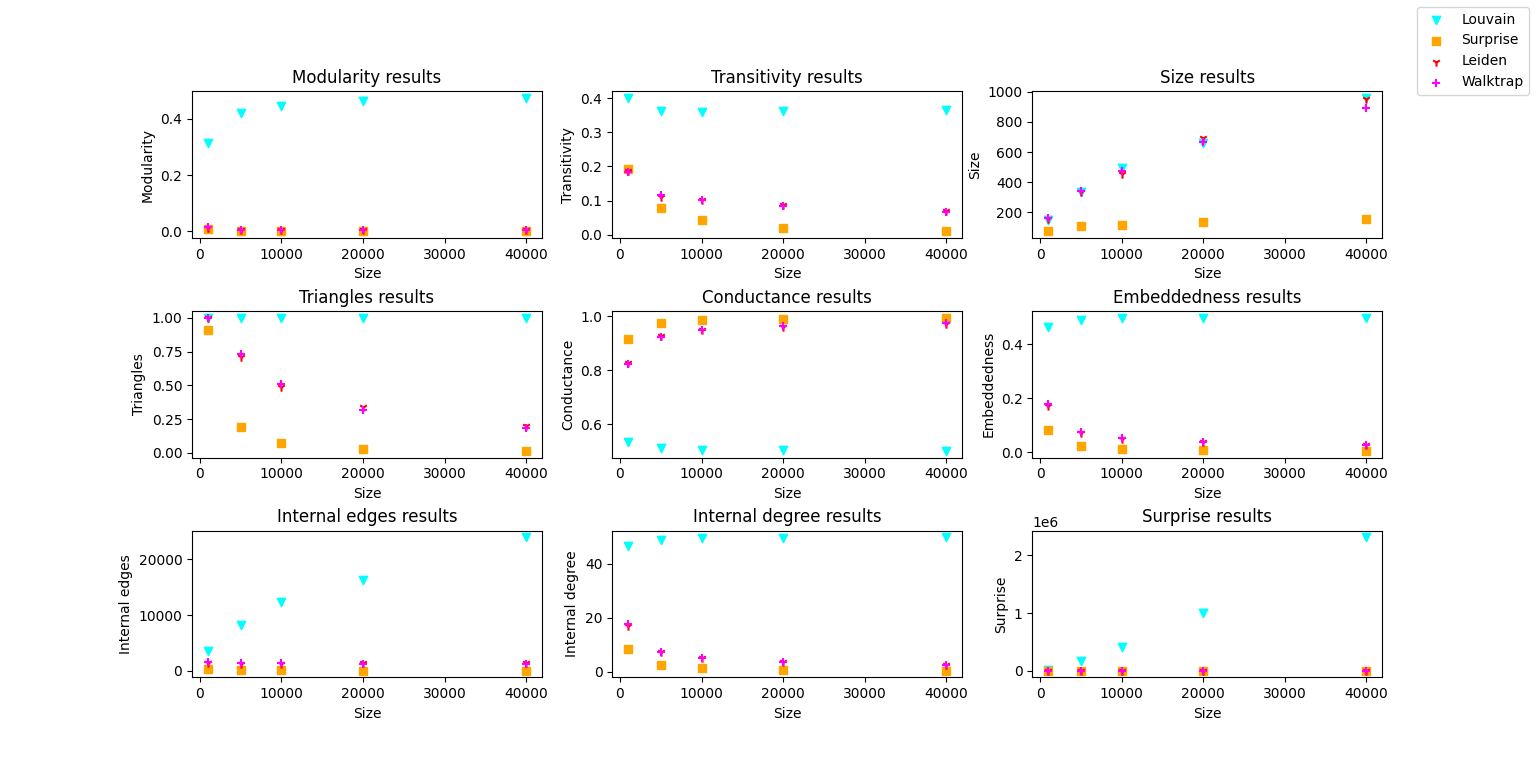 Louvain
Surprise
Leiden
Walktrap
Modularity results
Modularity
0.4
0.2
0.0
0 10000 20000 30000 40000
Size
Transitivity results
Transitivity
0.4
0.3
0.2
0.1
0.0
0 10000 20000 30000 40000
Size
Size results
Size
1000
800
600
400
200
0 10000 20000 30000 40000
Size
Triangles results
Triangles
1.00
0.75
0.50
0.25
0.00
0 10000 20000 30000 40000
Size
Conductance results
Conductance
1.0
0.8
0.6
0 10000 20000 30000 40000
Size
Embeddedness results
Embeddedness
0.4
0.2
0.0
0 10000 20000 30000 40000
Size
Internal edges results
Internal edges
20000
10000
0
0 10000 20000 30000 40000
Size
Internal degree results
Internal degree
40
20
0
0 10000 20000 30000 40000
Size
Surprise results
1e6
Surprise
2
1
0
0 10000 20000 30000 40000
Size